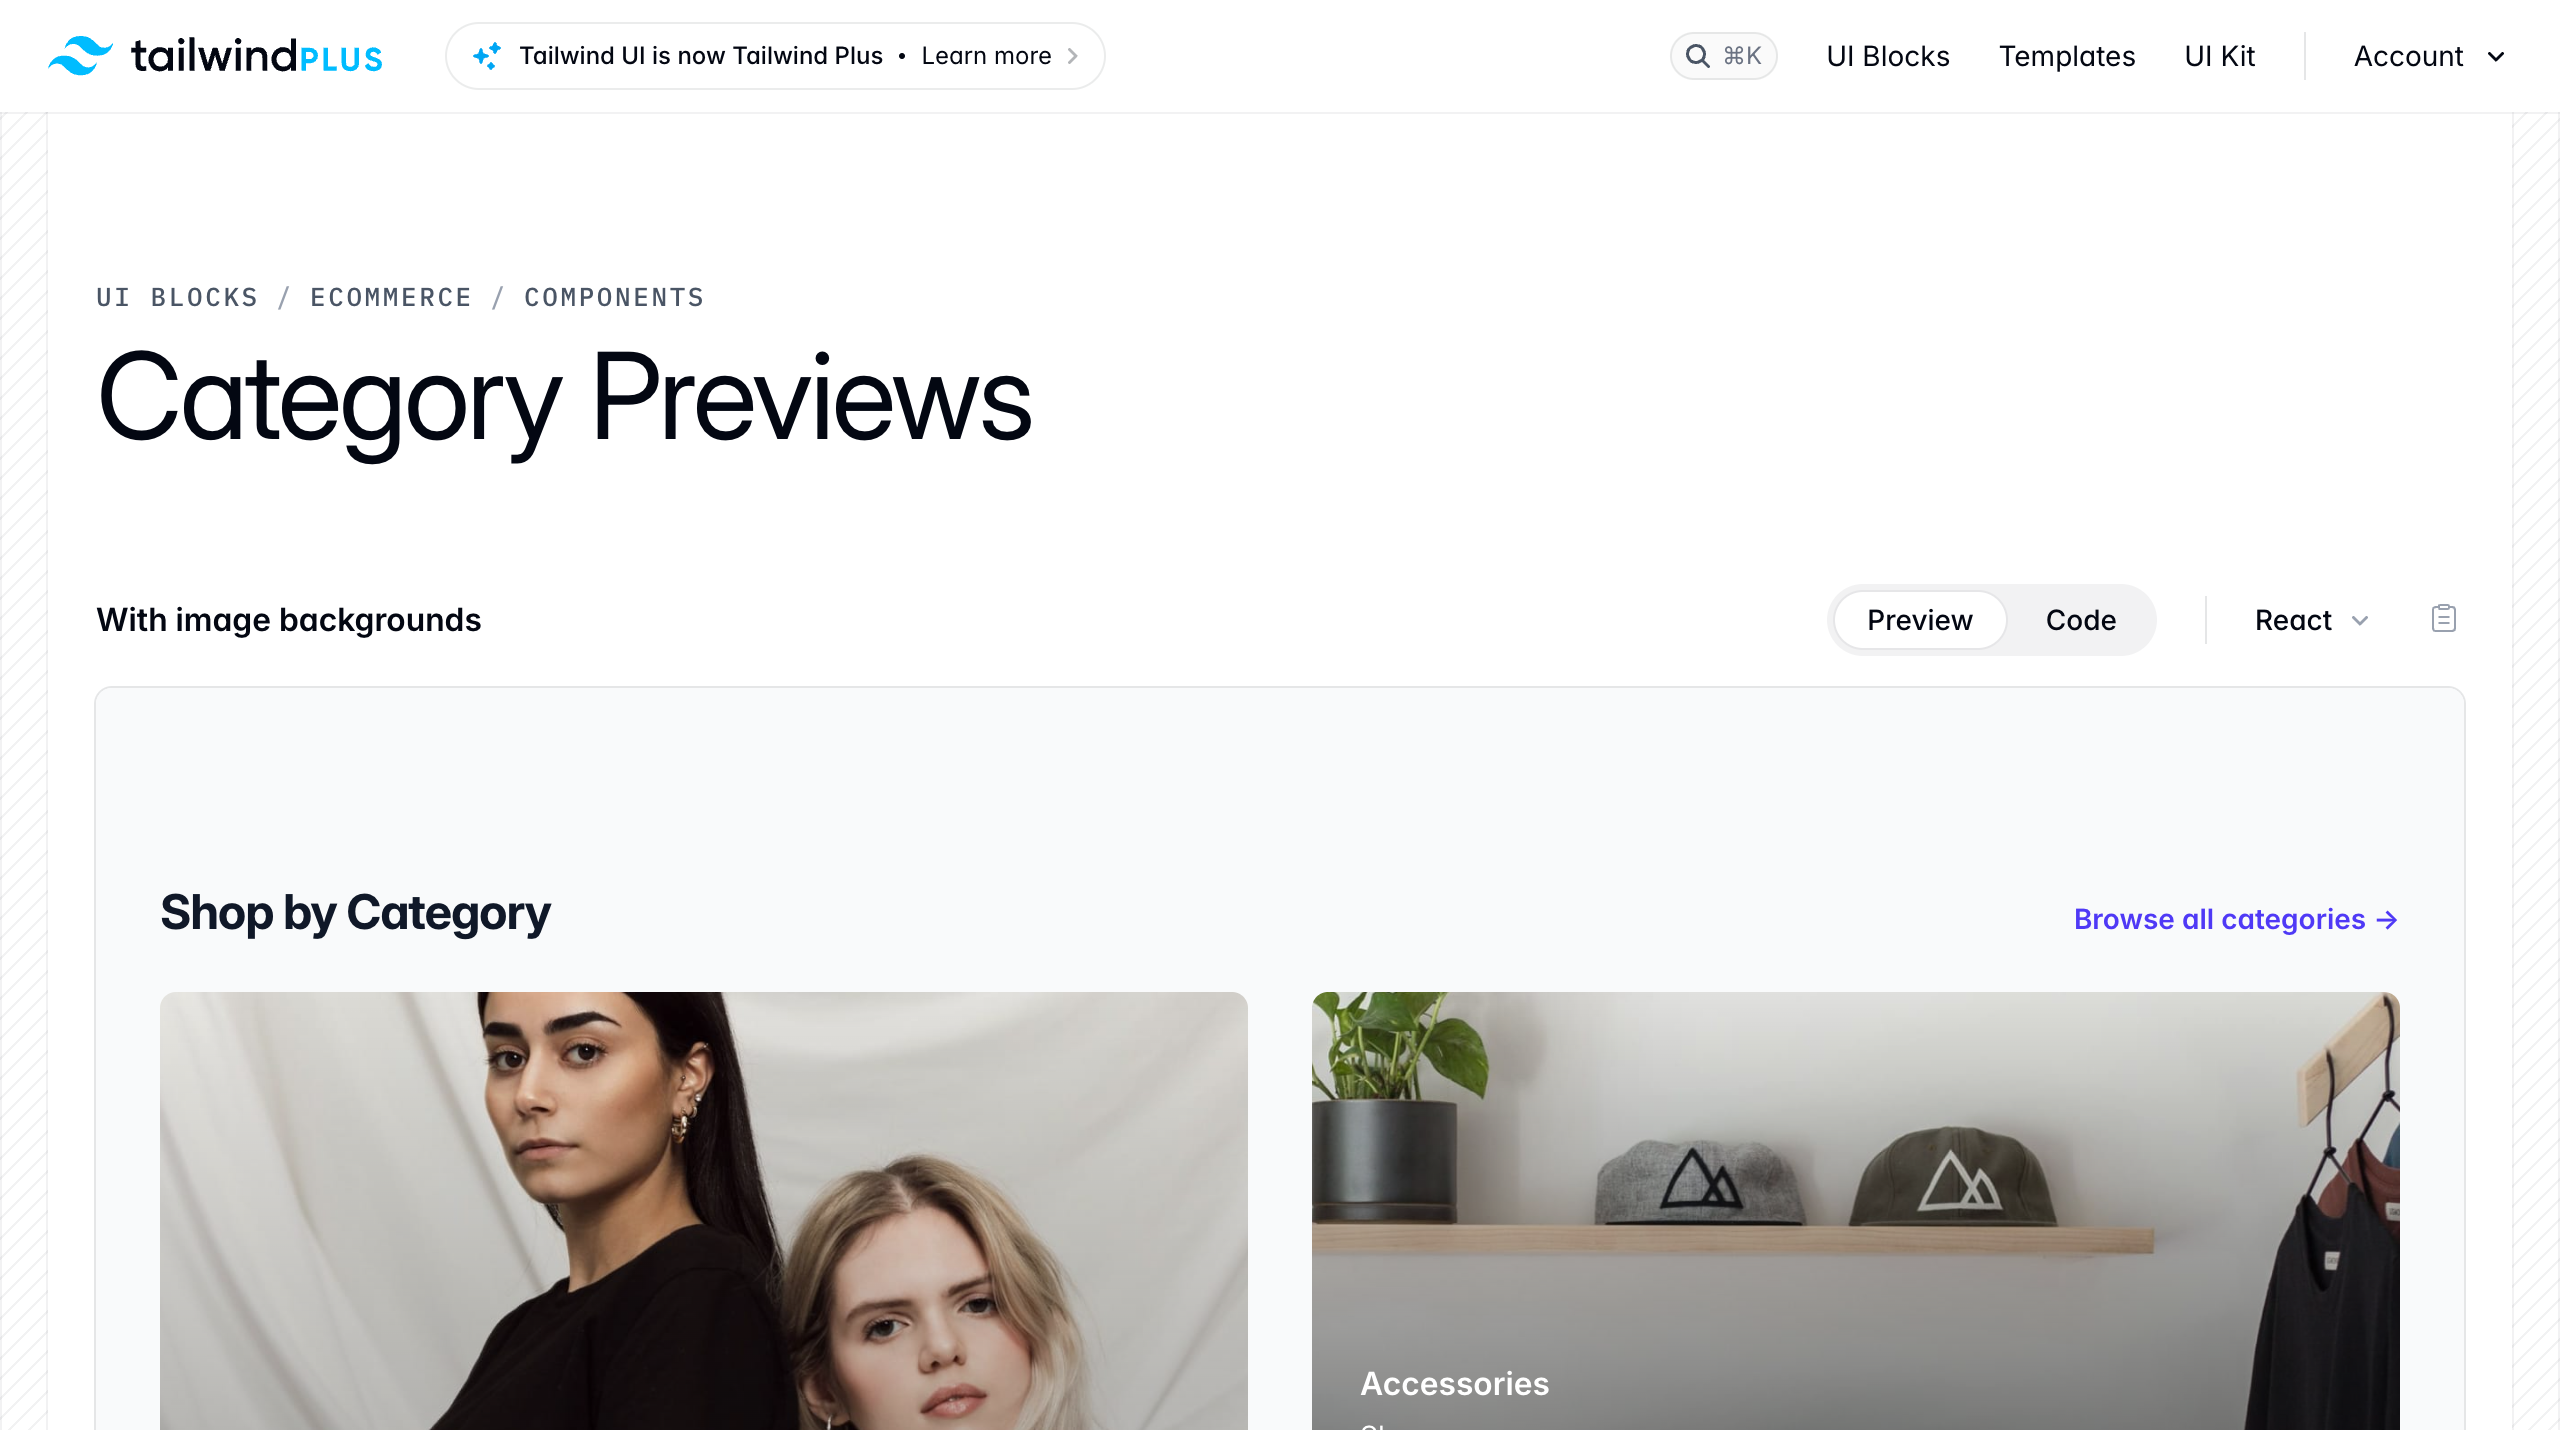 tailwindPLUS
Tailwind UI is now Tailwind Plus • Learn more
⌘K
UI Blocks
Templates
UI Kit
Account
UI BLOCKS / ECOMMERCE / COMPONENTS
Category Previews
With image backgrounds
Preview
Code
React
Shop by Category
Browse all categories →
Accessories